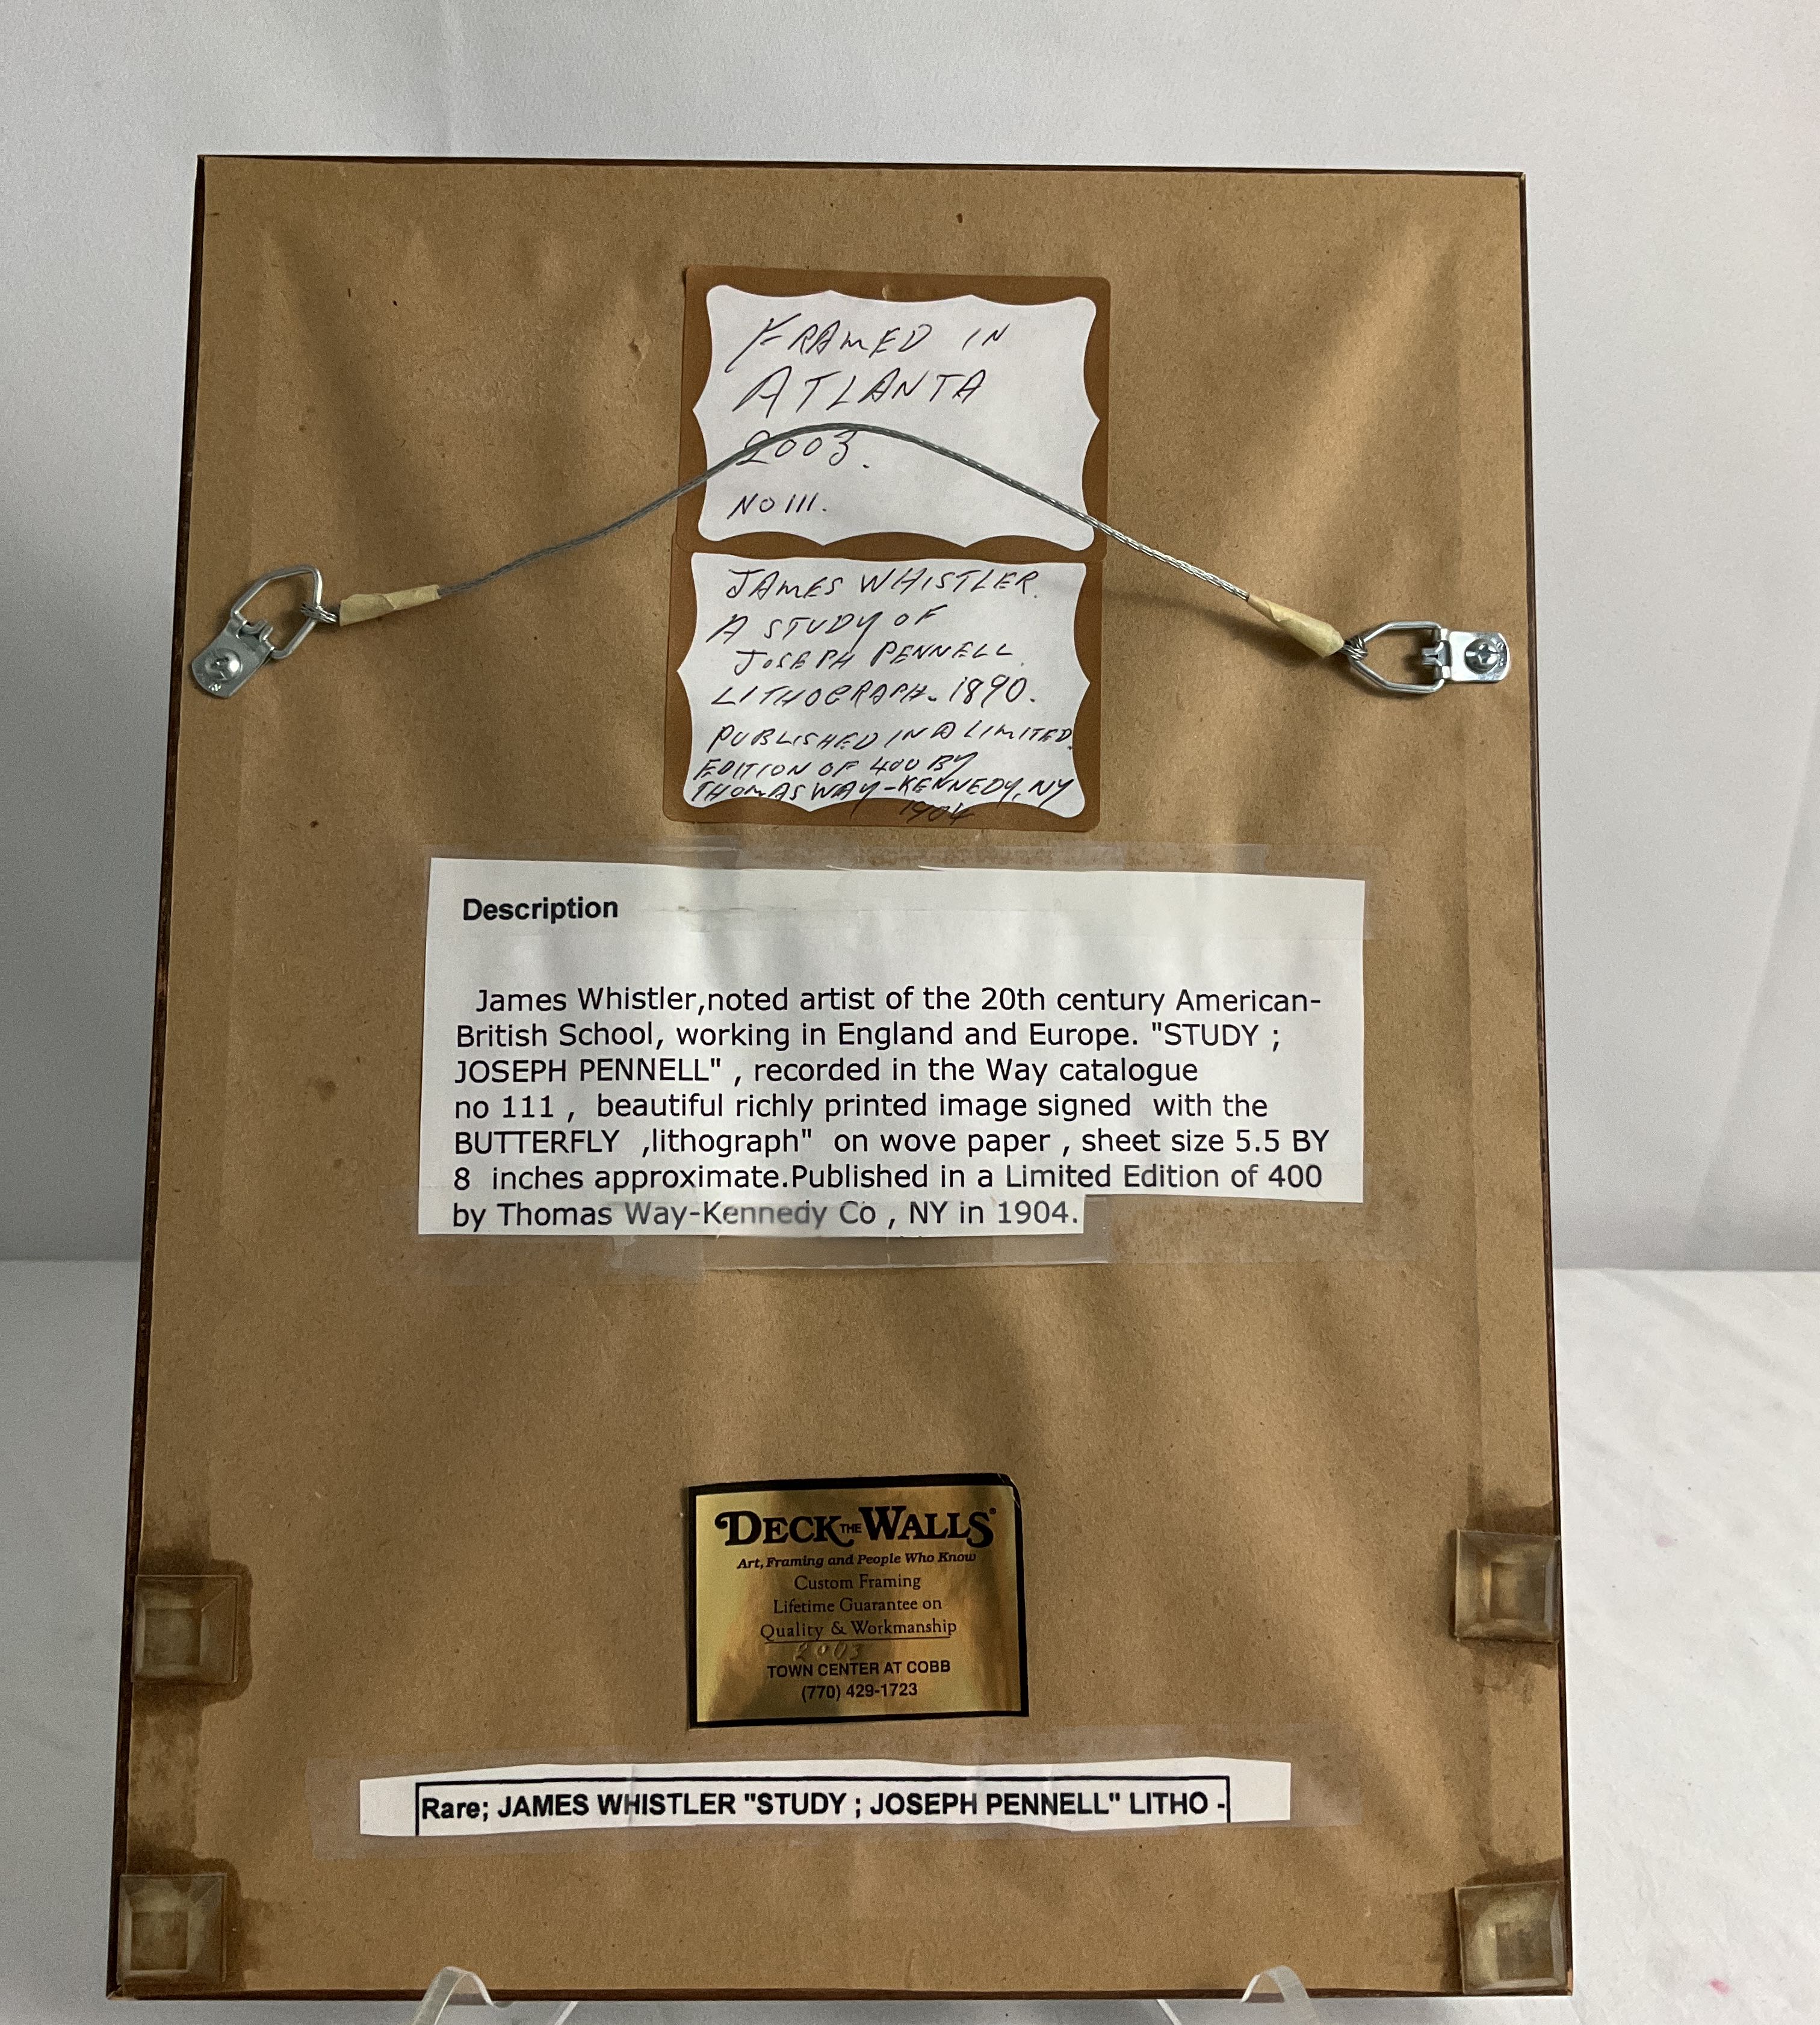 FRAMED IN
ATLANTA
2003.
NO 111.
JAMES WHISTLER.
A STUDY OF
JOSEPH PENNELL.
LITHOGRAPH. 1890.
PUBLISHED IN A LIMITED.
EDITION OF 400 BY
THOMAS WAY-KENNEDY, NY
1904
Description
James Whistler,noted artist of the 20th century American-
British School, working in England and Europe. "STUDY ;
JOSEPH PENNELL" , recorded in the Way catalogue
no 111 , beautiful richly printed image signed with the
BUTTERFLY ,lithograph" on wove paper , sheet size 5.5 BY
8 inches approximate.Published in a Limited Edition of 400
by Thomas Way-Kennedy Co , NY in 1904.
DECK THE WALLS®
Art, Framing and People Who Know
Custom Framing
Lifetime Guarantee on
Quality & Workmanship
2003
TOWN CENTER AT COBB
(770) 429-1723
Rare; JAMES WHISTLER "STUDY ; JOSEPH PENNELL" LITHO -